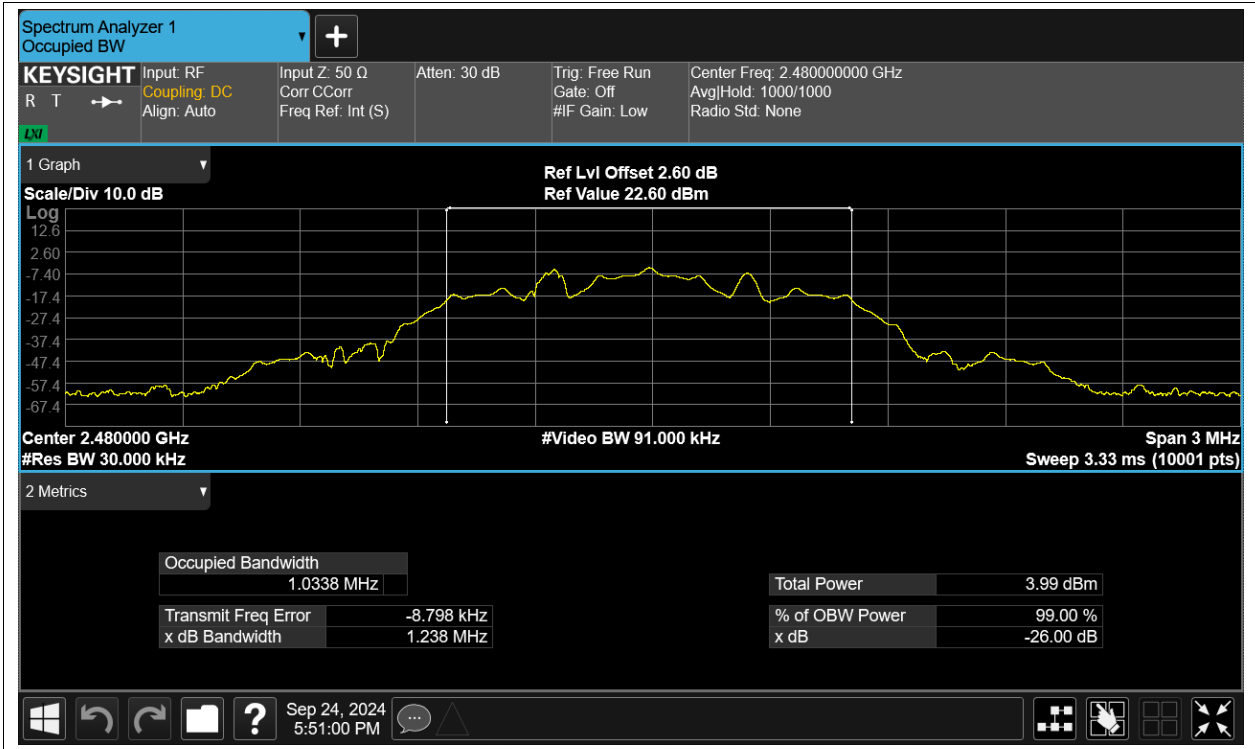 Spectrum Analyzer 1
Occupied BW
+
KEYSIGHT
R T
LXI
Input: RF
Coupling: DC
Align: Auto
Input Z: 50 Ω
Corr CCorr
Freq Ref: Int (S)
Atten: 30 dB
Trig: Free Run
Gate: Off
#IF Gain: Low
Center Freq: 2.480000000 GHz
Avg|Hold: 1000/1000
Radio Std: None
1 Graph
Scale/Div 10.0 dB
Ref Lvl Offset 2.60 dB
Ref Value 22.60 dBm
Log
12.6
2.60
-7.40
-17.4
-27.4
-37.4
-47.4
-57.4
-67.4
Center 2.480000 GHz
#Res BW 30.000 kHz
#Video BW 91.000 kHz
Span 3 MHz
Sweep 3.33 ms (10001 pts)
2 Metrics
Occupied Bandwidth
1.0338 MHz
Transmit Freq Error -8.798 kHz
x dB Bandwidth 1.238 MHz
Total Power 3.99 dBm
% of OBW Power 99.00 %
x dB -26.00 dB
?
Sep 24, 2024
5:51:00 PM